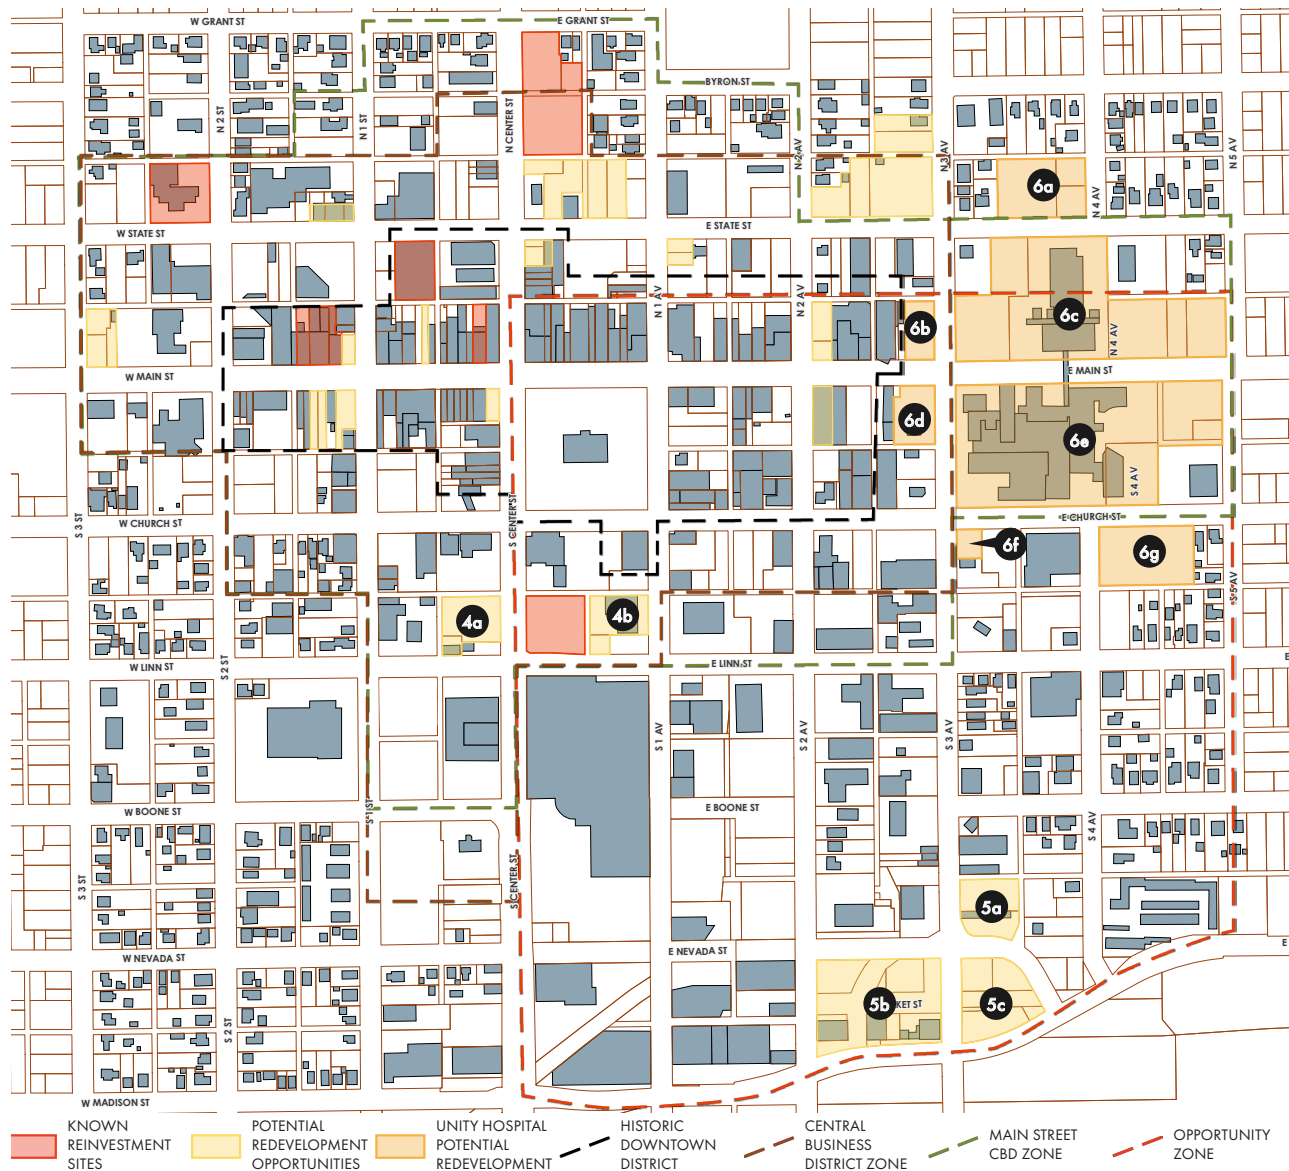 W GRANT ST
E GRANT ST
BYRON ST
N 2 ST
N 1 ST
N CENTER ST
N 2 AV
N 3 AV
N 5 AV
6a
N 4 AV
W STATE ST
E STATE ST
N 1 AV
N 2 AV
6b
6c
N 4 AV
W MAIN ST
E MAIN ST
6d
6e
S 4 AV
S 3 ST
W CHURCH ST
S CENTER ST
E CHURCH ST
6f
6g
S 5 AV
4a
4b
W LINN ST
S 2 ST
E LINN ST
S 1 AV
S 2 AV
S 3 AV
W BOONE ST
S 1 ST
E BOONE ST
S 4 AV
S 3 ST
S CENTER ST
5a
W NEVADA ST
E NEVADA ST
E
E
5b
KET ST
5c
S 2 ST
W MADISON ST
KNOWN
REINVESTMENT
SITES
POTENTIAL
REDEVELOPMENT
OPPORTUNITIES
UNITY HOSPITAL
POTENTIAL
REDEVELOPMENT
HISTORIC
DOWNTOWN
DISTRICT
CENTRAL
BUSINESS
DISTRICT ZONE
MAIN STREET
CBD ZONE
OPPORTUNITY
ZONE